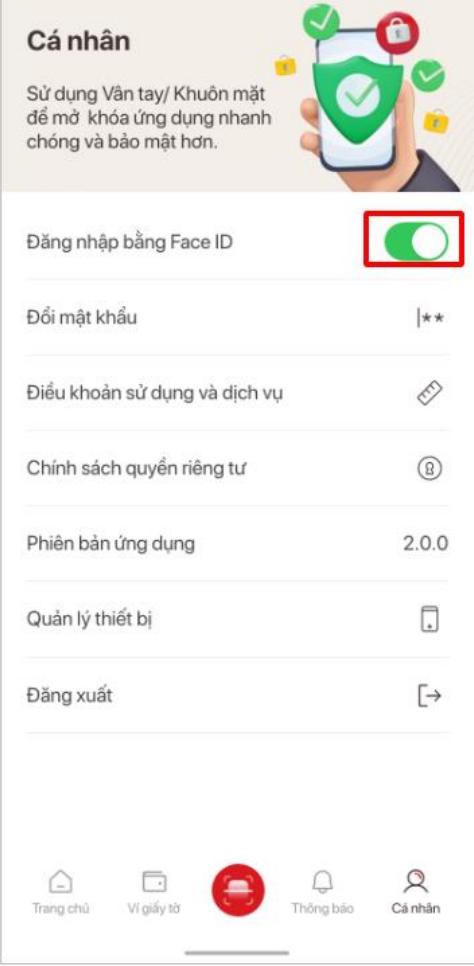 Cá nhân
Sử dụng Vân tay/ Khuôn mặt
để mở khóa ứng dụng nhanh
chóng và bảo mật hơn.
Đăng nhập bằng Face ID
Đổi mật khẩu |**
Điều khoản sử dụng và dịch vụ
Chính sách quyền riêng tư
Phiên bản ứng dụng 2.0.0
Quản lý thiết bị
Đăng xuất
Trang chủ Ví giấy tờ Thông báo Cá nhân